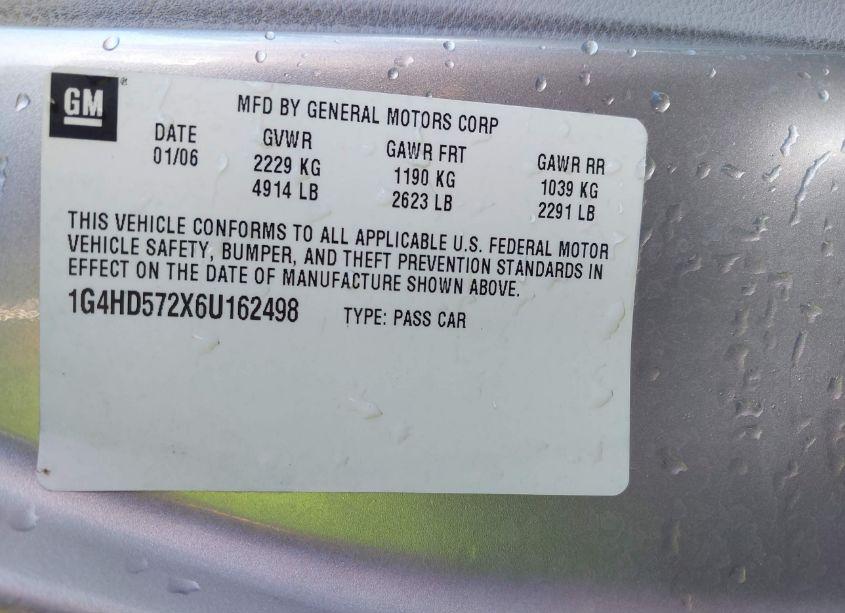 GM
MFD BY GENERAL MOTORS CORP
DATE GVWR GAWR FRT GAWR RR
01/06 2229 KG 1190 KG 1039 KG
4914 LB 2623 LB 2291 LB
THIS VEHICLE CONFORMS TO ALL APPLICABLE U.S. FEDERAL MOTOR
VEHICLE SAFETY, BUMPER, AND THEFT PREVENTION STANDARDS IN
EFFECT ON THE DATE OF MANUFACTURE SHOWN ABOVE.
1G4HD572X6U162498 TYPE: PASS CAR